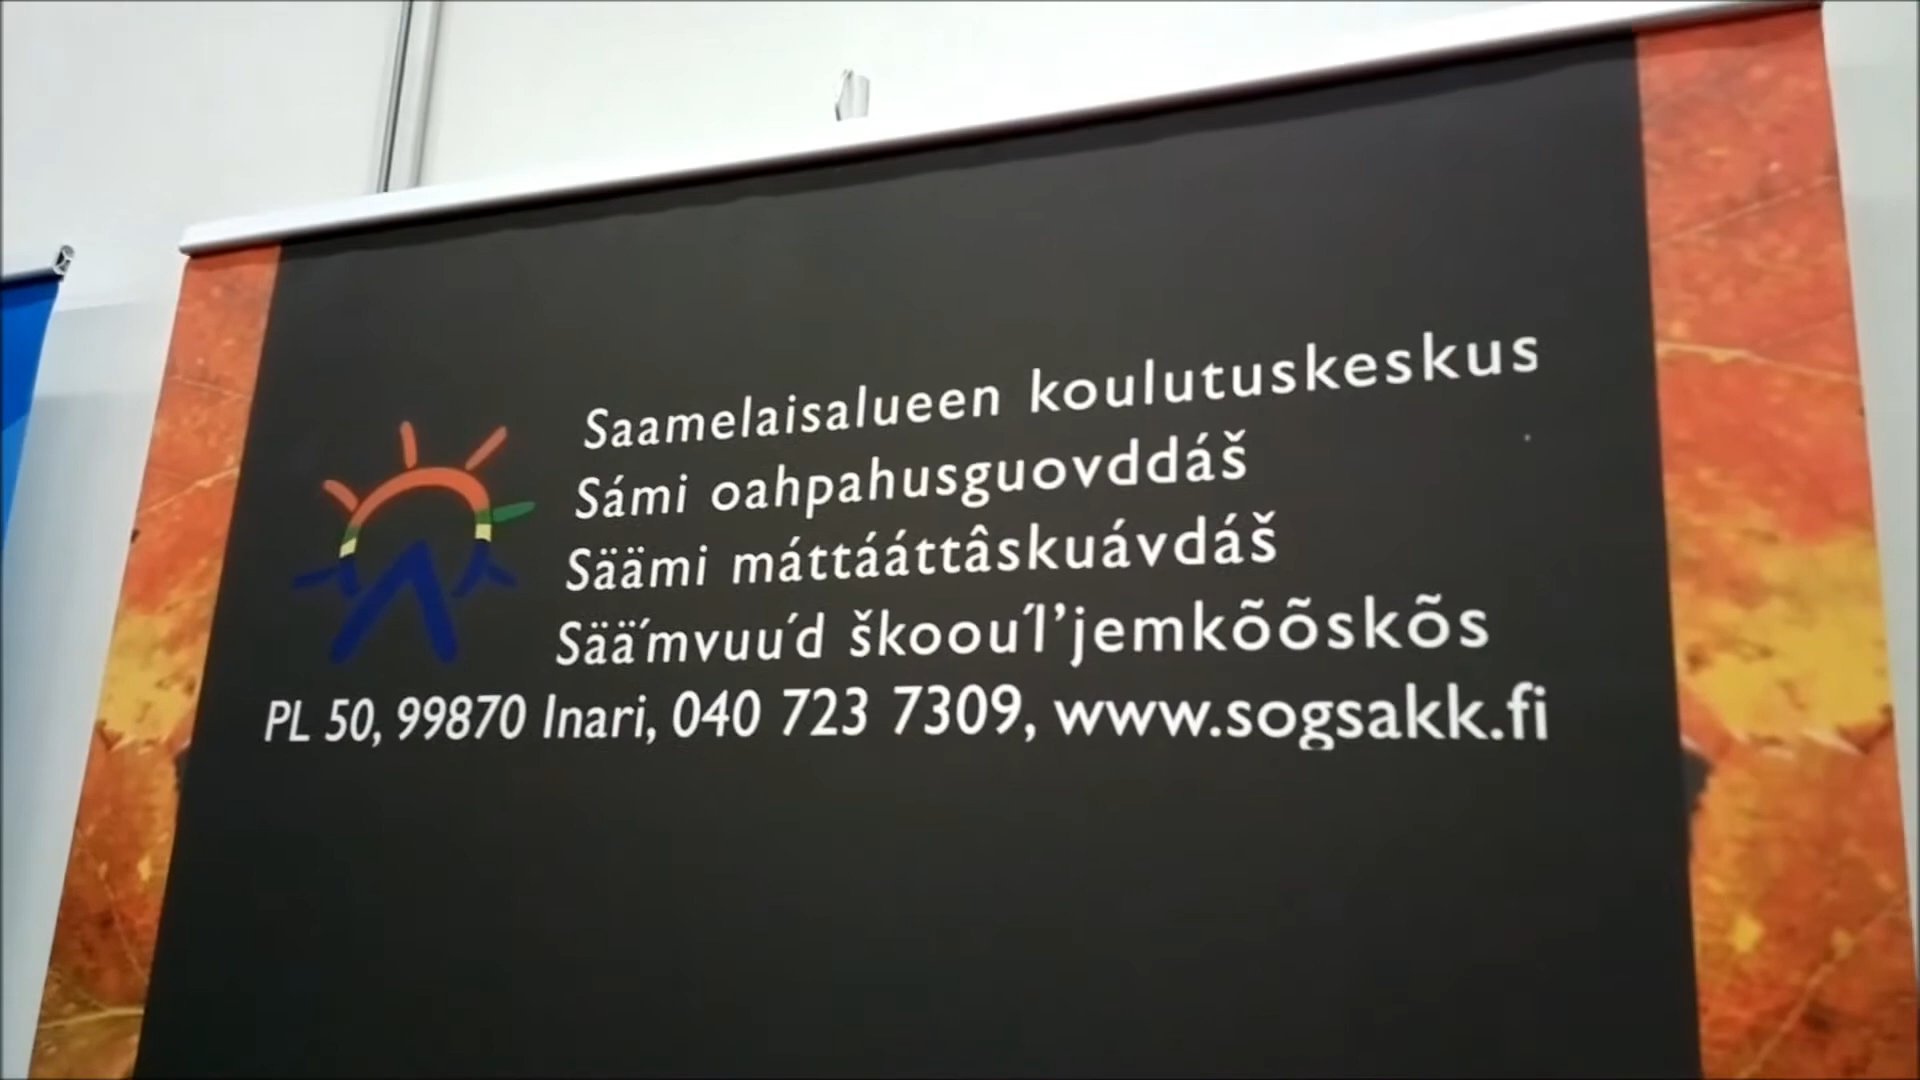 Saamelaisalueen koulutuskeskus
Sámi oahpahusguovddáš
Säämi máttááttâskuávdáš
Sää´mvuu´d škoou´l’jemkõõskõs
PL 50, 99870 Inari, 040 723 7309, www.sogsakk.fi